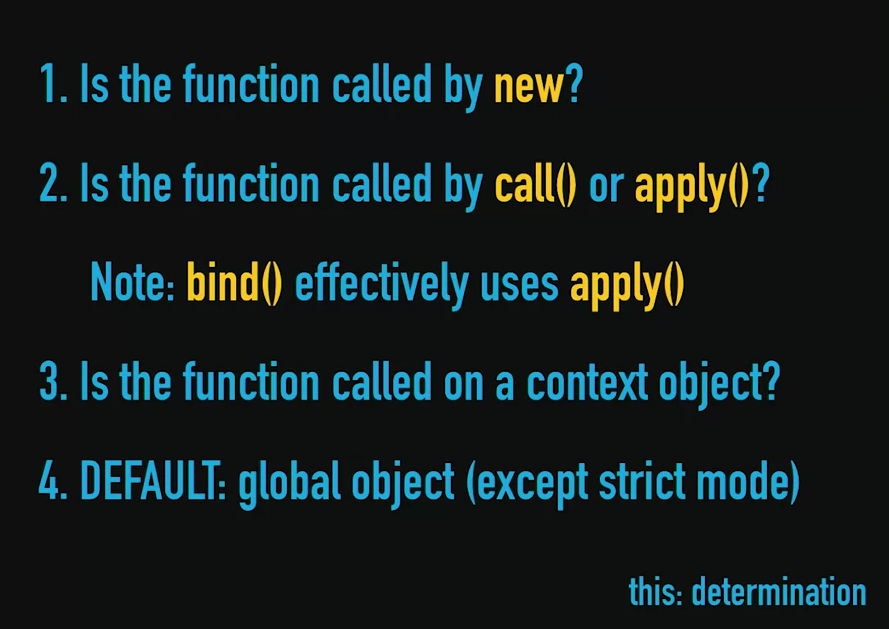 1. Is the function called by new?
2. Is the function called by call() or apply()?
Note: bind() effectively uses apply()
3. Is the function called on a context object?
4. DEFAULT: global object (except strict mode)
this: determination